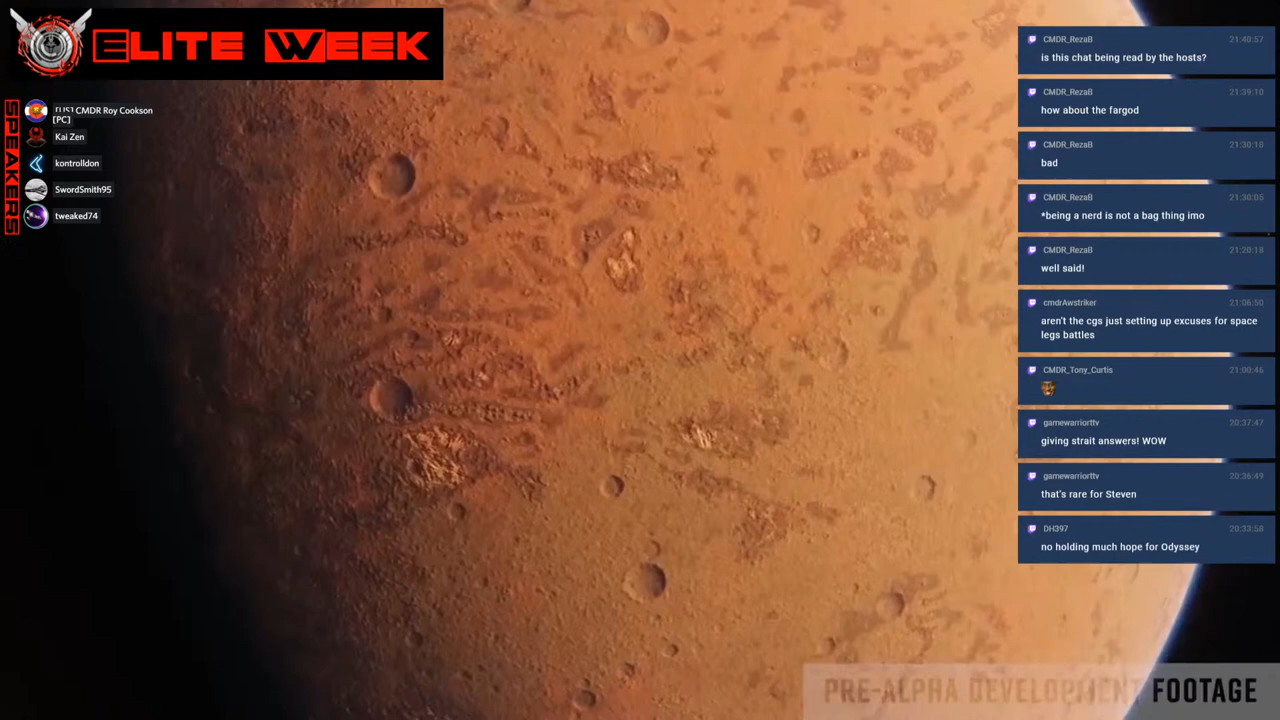 ELITE WEEK
SPEAKERS
[US] CMDR Roy Cookson
[PC]
Kai Zen
kontrolldon
SwordSmith95
tweaked74
CMDR_RezaB 21:40:57
is this chat being read by the hosts?
CMDR_RezaB 21:39:10
how about the fargod
CMDR_RezaB 21:30:18
bad
CMDR_RezaB 21:30:05
*being a nerd is not a bag thing imo
CMDR_RezaB 21:20:18
well said!
cmdrAwstriker 21:06:50
aren't the cgs just setting up excuses for space
legs battles
CMDR_Tony_Curtis 21:00:46
gamewarriorttv 20:37:47
giving strait answers! WOW
gamewarriorttv 20:36:49
that's rare for Steven
DH397 20:33:58
no holding much hope for Odyssey
PRE-ALPHA DEVELOPMENT FOOTAGE